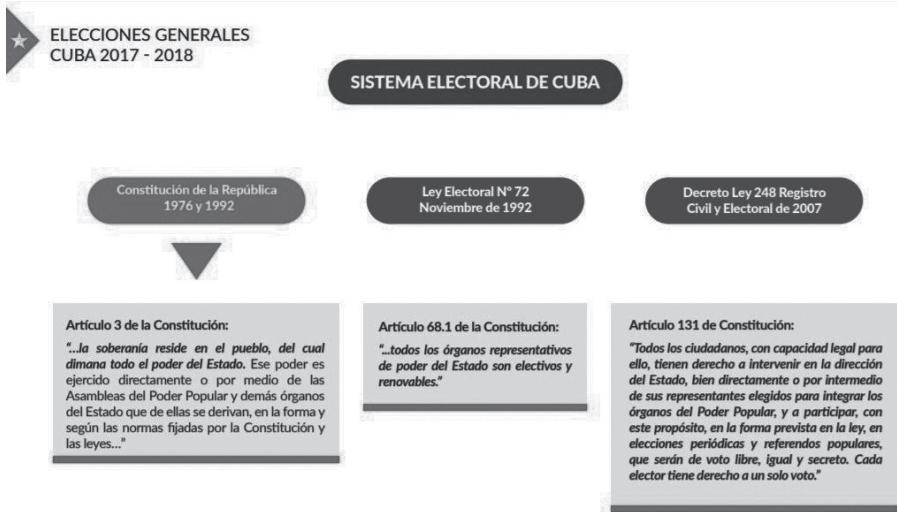 ELECCIONES GENERALES
CUBA 2017 - 2018
SISTEMA ELECTORAL DE CUBA
Constitución de la República
1976 y 1992
Ley Electoral N° 72
Noviembre de 1992
Decreto Ley 248 Registro
Civil y Electoral de 2007
Artículo 3 de la Constitución:
“...la soberanía reside en el pueblo, del cual
dimana todo el poder del Estado. Ese poder es
ejercido directamente o por medio de las
Asambleas del Poder Popular y demás órganos
del Estado que de ellas se derivan, en la forma y
según las normas fijadas por la Constitución y
las leyes...”
Artículo 68.1 de la Constitución:
“...todos los órganos representativos
de poder del Estado son electivos y
renovables.”
Artículo 131 de Constitución:
“Todos los ciudadanos, con capacidad legal para
ello, tienen derecho a intervenir en la dirección
del Estado, bien directamente o por intermedio
de sus representantes elegidos para integrar los
órganos del Poder Popular, y a participar, con
este propósito, en la forma prevista en la ley, en
elecciones periódicas y referendos populares,
que serán de voto libre, igual y secreto. Cada
elector tiene derecho a un solo voto.”